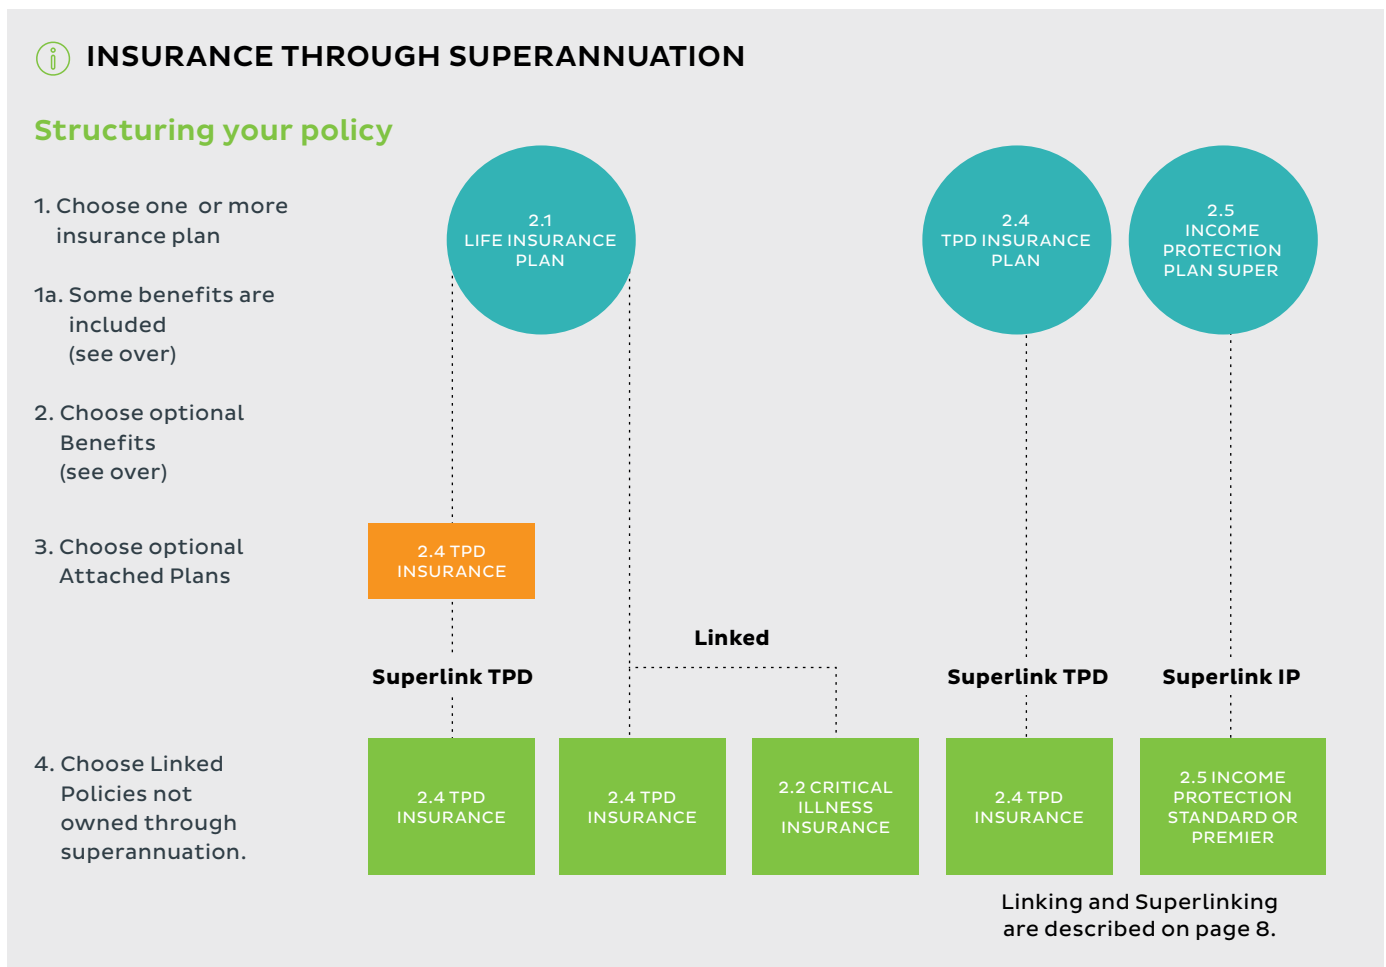 INSURANCE THROUGH SUPERANNUATION
Structuring your policy
1. Choose one or more
insurance plan
1a. Some benefits are
included
(see over)
2. Choose optional
Benefits
(see over)
3. Choose optional
Attached Plans
4. Choose Linked
Policies not
owned through
superannuation.
2.1
LIFE INSURANCE
PLAN
2.4
TPD INSURANCE
PLAN
2.5
INCOME
PROTECTION
PLAN SUPER
2.4 TPD
INSURANCE
Linked
Superlink TPD
Superlink TPD
Superlink IP
2.4 TPD
INSURANCE
2.4 TPD
INSURANCE
2.2 CRITICAL
ILLNESS
INSURANCE
2.4 TPD
INSURANCE
2.5 INCOME
PROTECTION
STANDARD OR
PREMIER
Linking and Superlinking
are described on page 8.